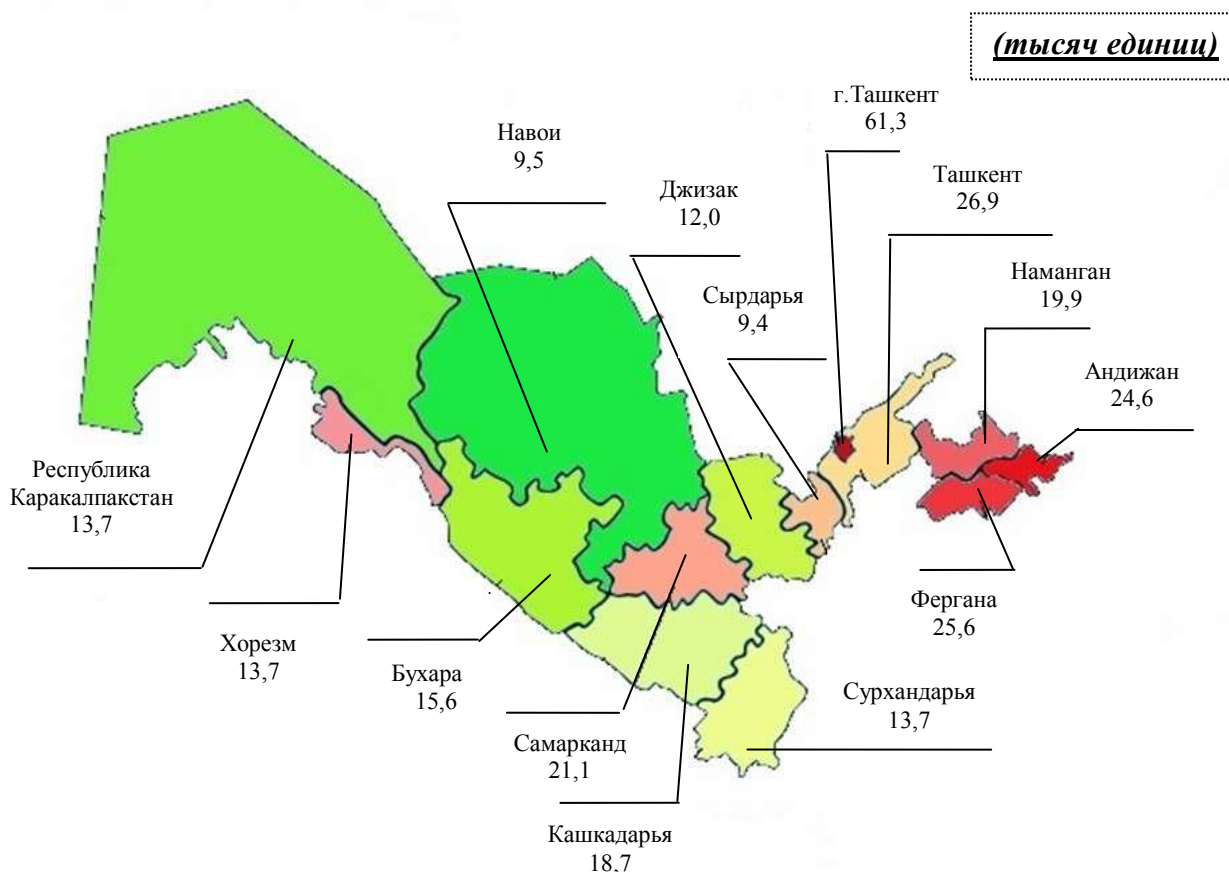 (тысяч единиц)
г.Ташкент
61,3
Навои
9,5
Ташкент
26,9
Джизак
12,0
Наманган
19,9
Сырдарья
9,4
Андижан
24,6
Республика
Каракалпакстан
13,7
Фергана
25,6
Хорезм
13,7
Бухара
15,6
Сурхандарья
13,7
Самарканд
21,1
Кашкадарья
18,7